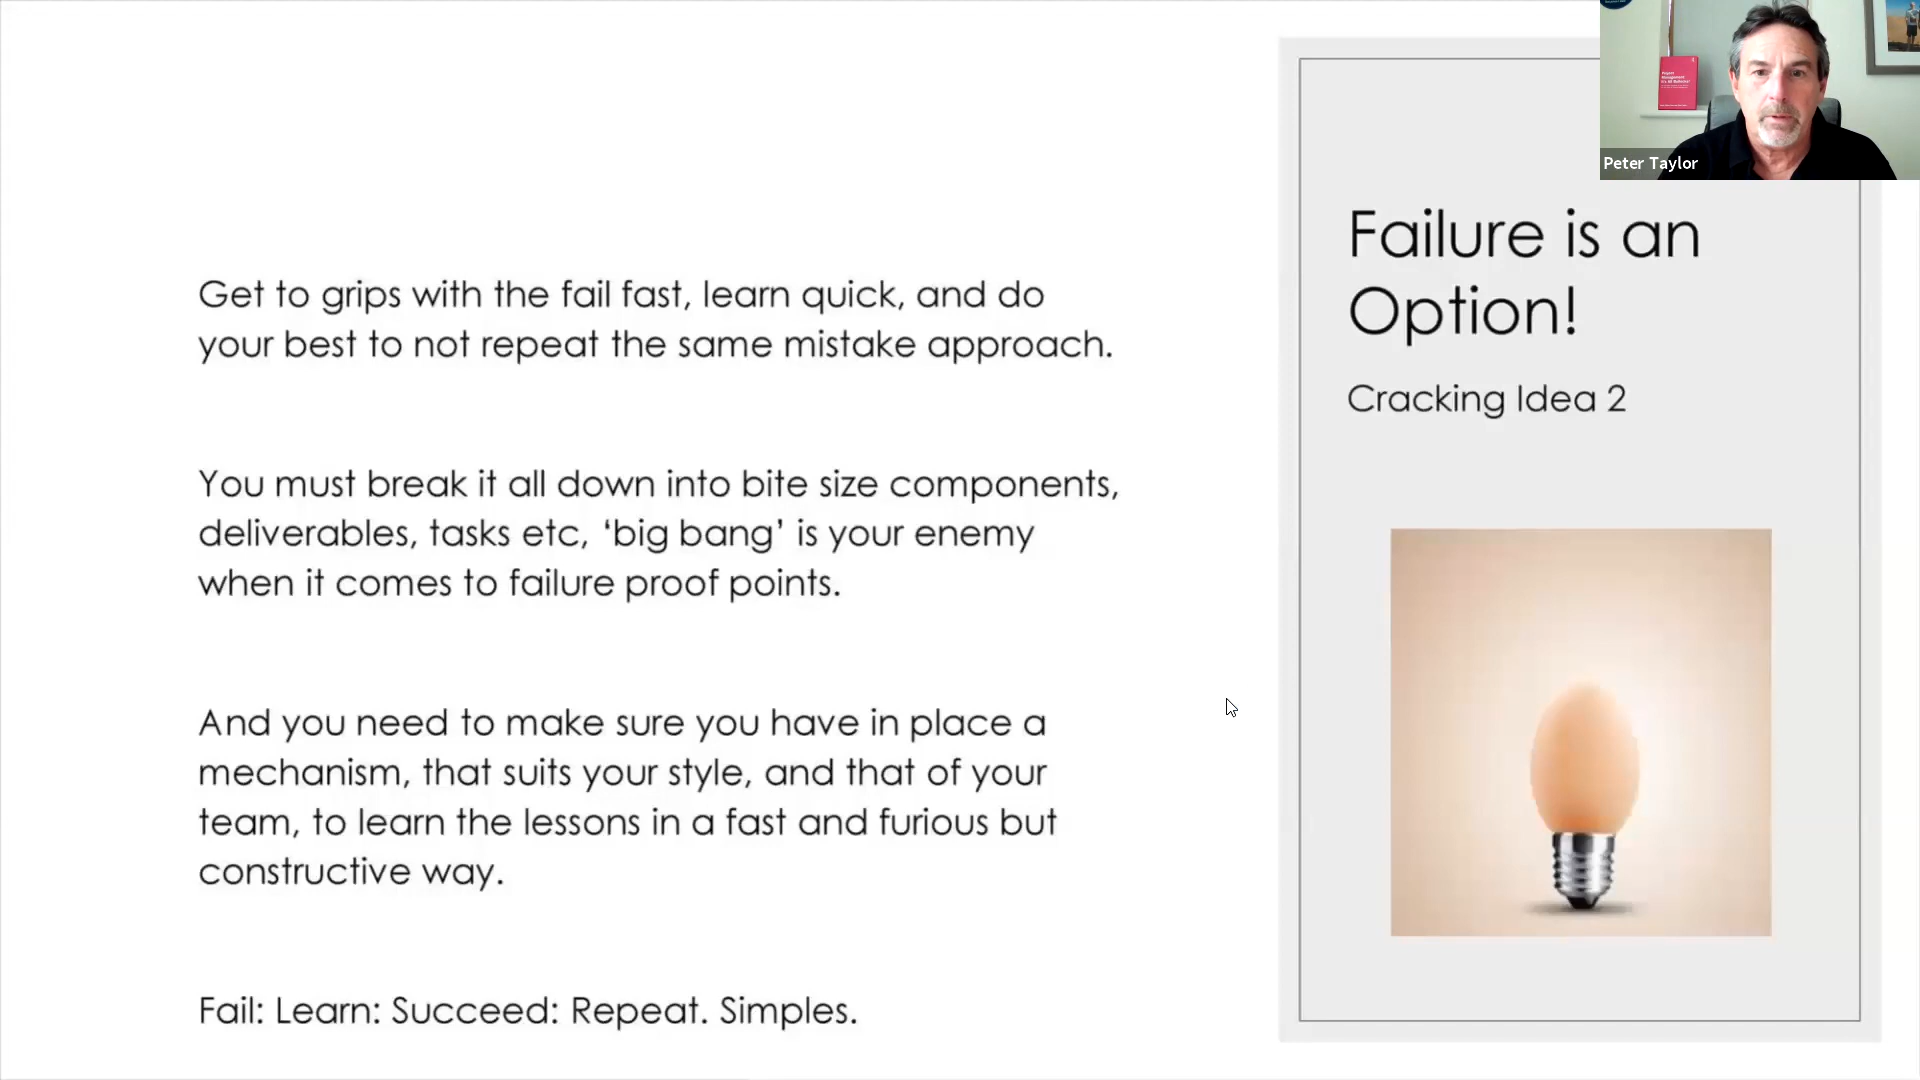 Get to grips with the fail fast, learn quick, and do
your best to not repeat the same mistake approach.
You must break it all down into bite size components,
deliverables, tasks etc, ‘big bang’ is your enemy
when it comes to failure proof points.
And you need to make sure you have in place a
mechanism, that suits your style, and that of your
team, to learn the lessons in a fast and furious but
constructive way.
Fail: Learn: Succeed: Repeat. Simples.
Failure is an
Option!
Cracking Idea 2
Project
Management
Peter Taylor